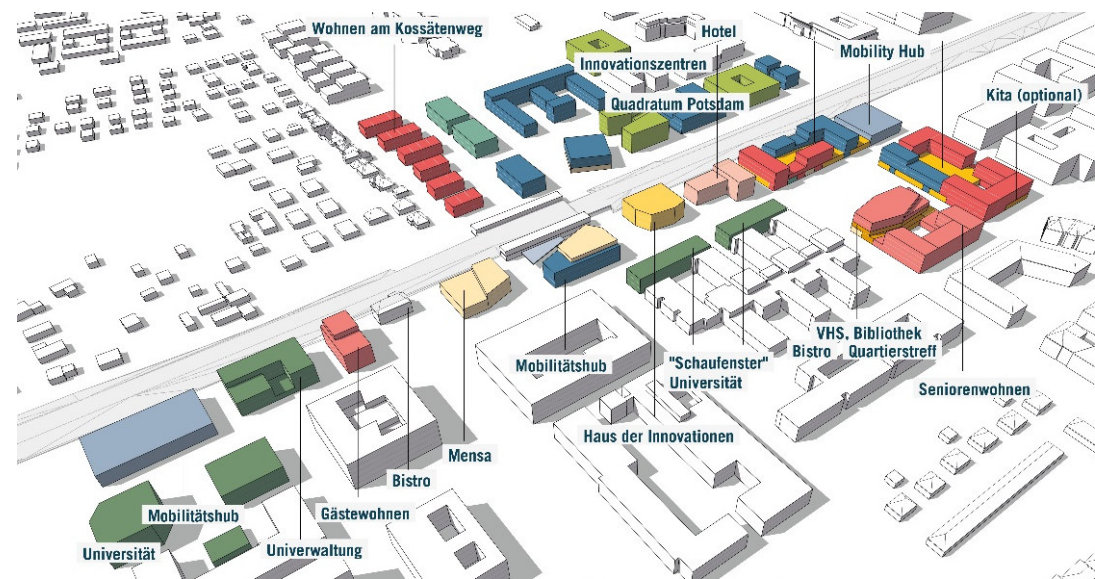 Wohnen am Kossätenweg
Hotel
Innovationszentren
Mobility Hub
Quadratum Potsdam
Kita (optional)
VHS, Bibliothek
Bistro Quartierstreff
Mobilitätshub
"Schaufenster"
Universität
Seniorenwohnen
Haus der Innovationen
Mensa
Bistro
Gästewohnen
Mobilitätshub
Universität
Univerwaltung